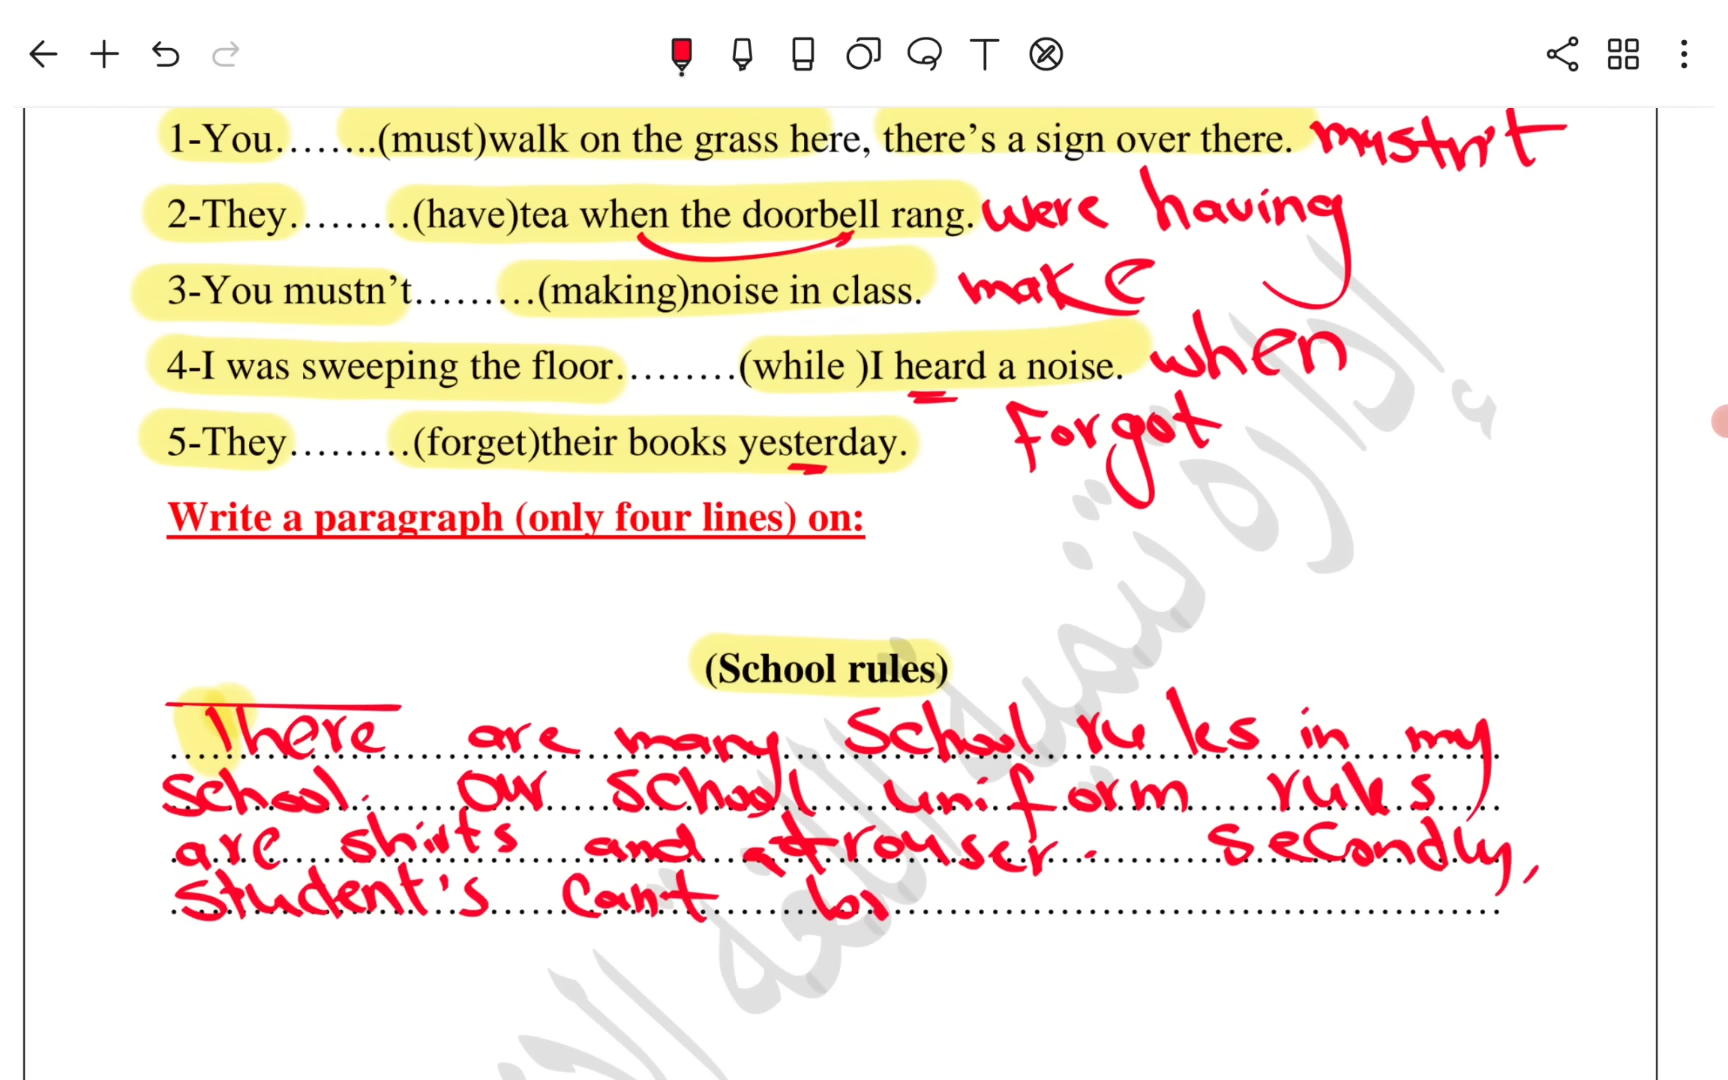 1-You........(must)walk on the grass here, there’s a sign over there. mustn't
2-They.........(have)tea when the doorbell rang. were having
3-You mustn’t.........(making)noise in class. make
4-I was sweeping the floor.........(while )I heard a noise. when
5-They.........(forget)their books yesterday. forgot
Write a paragraph (only four lines) on:
(School rules)
There are many School rules in my
school. Our school uniform rules
are shirts and trouser. Secondly,
student's can't